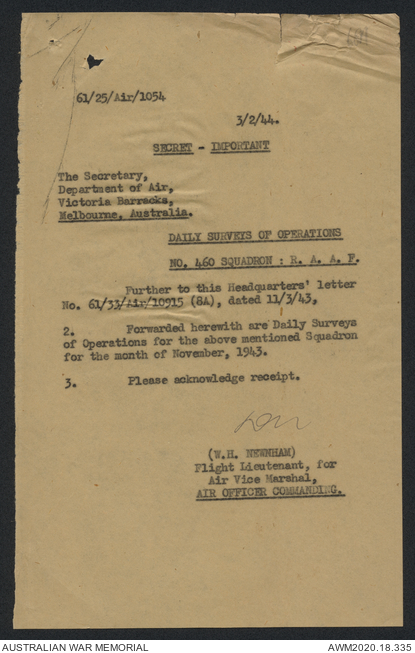 61/25/Air/1054
3/2/44.
SECRET - IMPORTANT
The Secretary,
Department of Air,
Victoria Barracks,
Melbourne, Australia.
DAILY SURVEYS OF OPERATIONS
NO. 460 SQUADRON : R. A. A. F.
Further to this Headquarters' letter
No. 61/33/Air/10915 (SA), dated 11/3/43,
2. Forwarded herewith are Daily Surveys
of Operations for the above mentioned Squadron
for the month of November, 1943.
3. Please acknowledge receipt.
(W.H. NEWNHAM)
Flight Lieutenant, for
Air Vice Marshal,
AIR OFFICER COMMANDING.
AUSTRALIAN WAR MEMORIAL
AWM2020.18.335